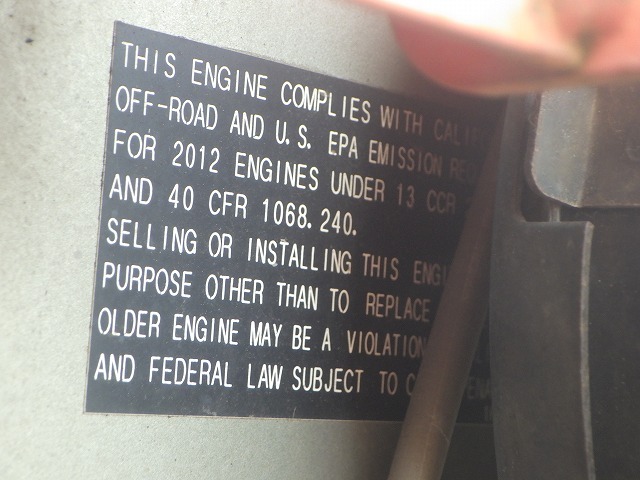 THIS ENGINE COMPLIES WITH
OFF-ROAD AND U.S. EPA EMISSION
FOR 2012 ENGINES UNDER 13 CCR
AND 40 CFR 1068.240.
SELLING OR INSTALLING THIS
PURPOSE OTHER THAN TO REPLACE
OLDER ENGINE MAY BE A VIOLATION
AND FEDERAL LAW SUBJECT TO